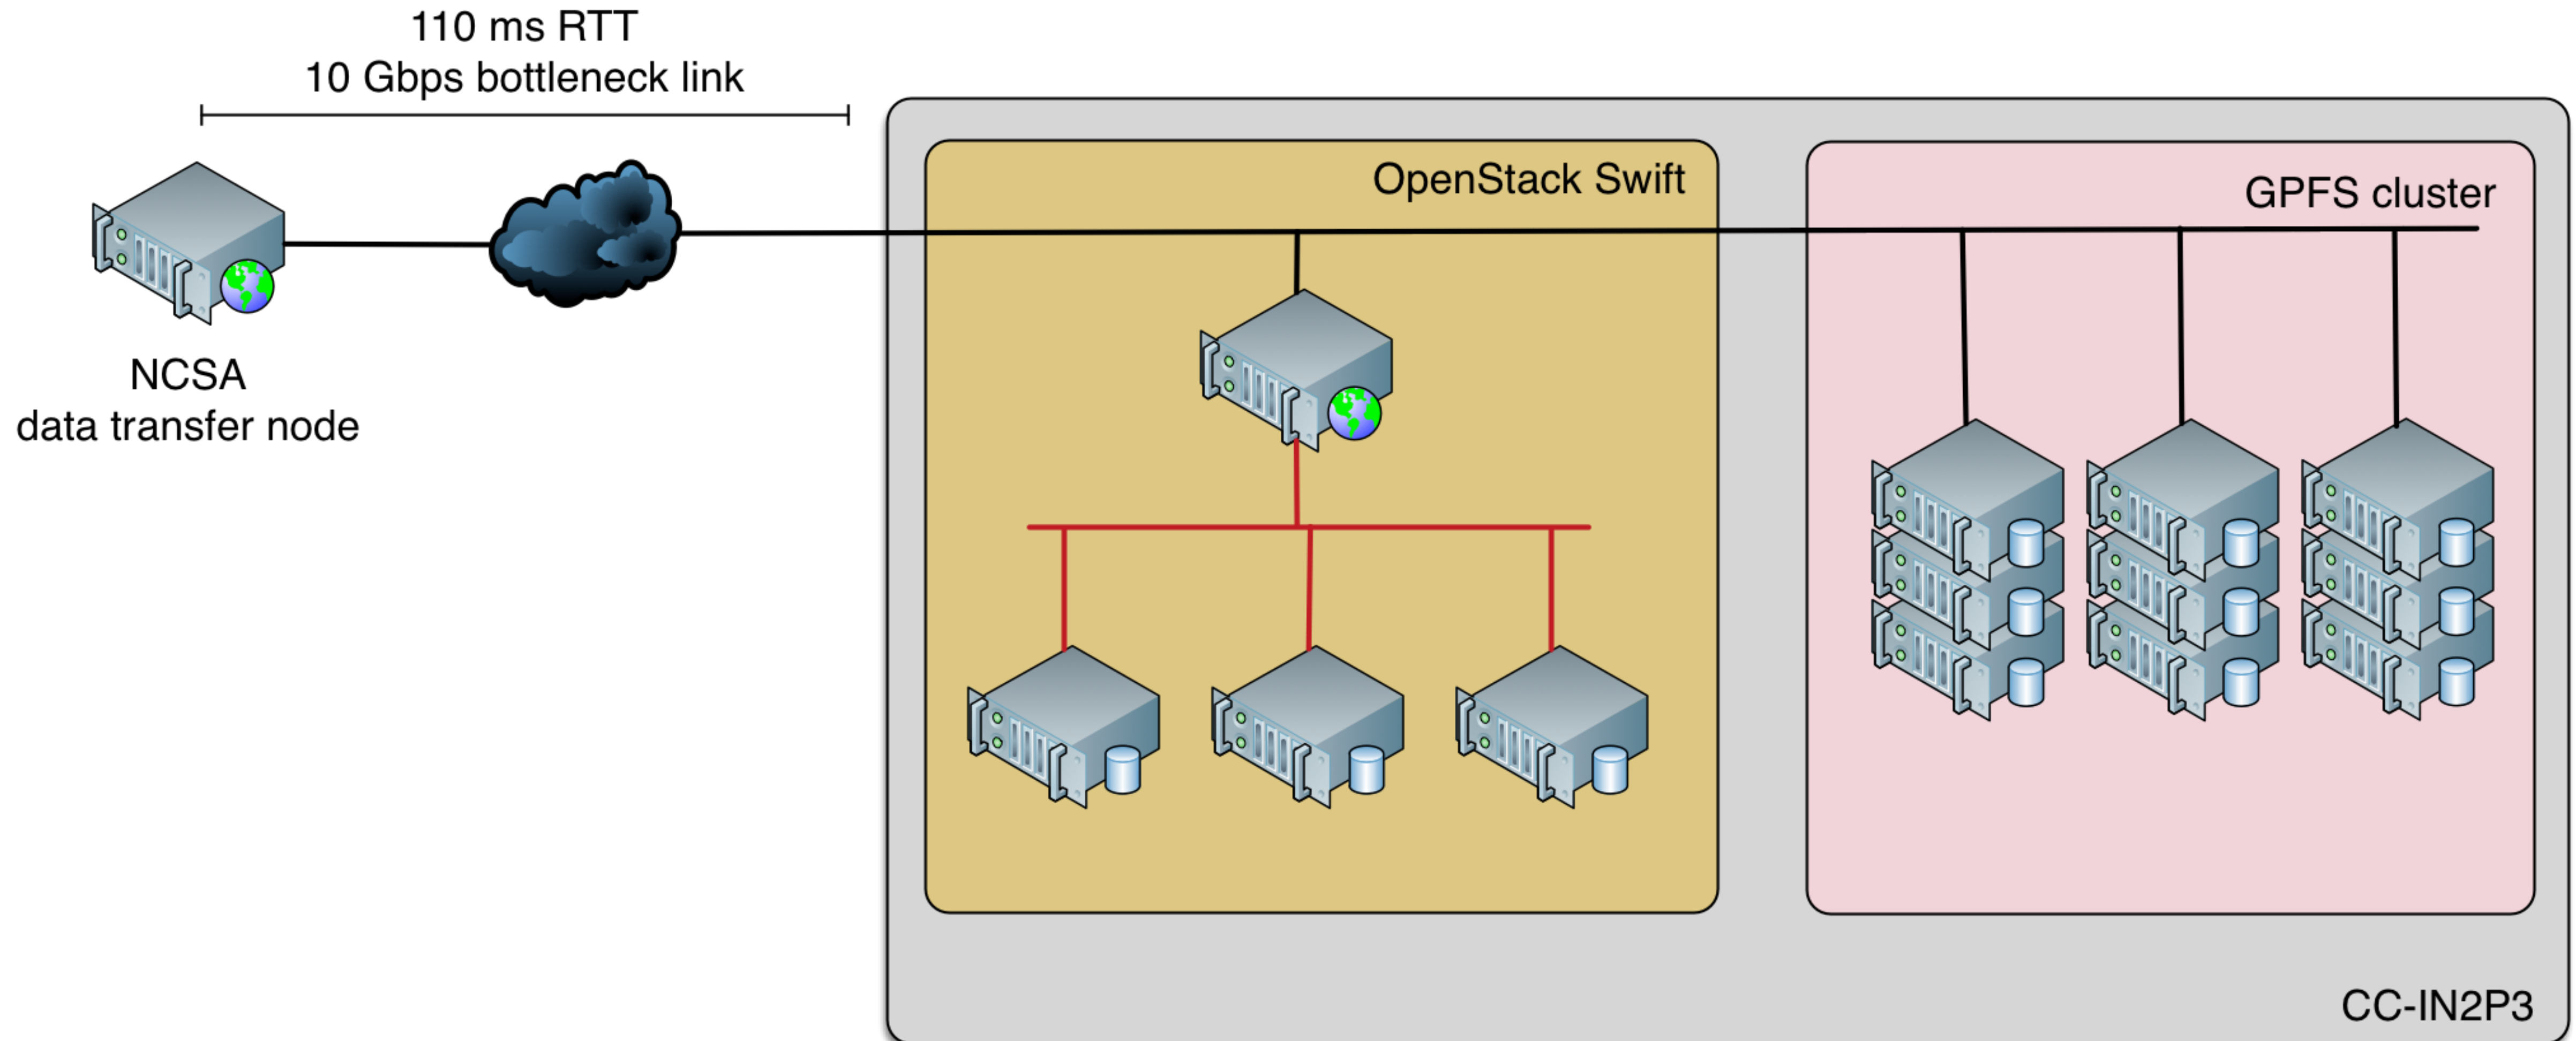 110 ms RTT
10 Gbps bottleneck link
NCSA
data transfer node
OpenStack Swift
GPFS cluster
CC-IN2P3